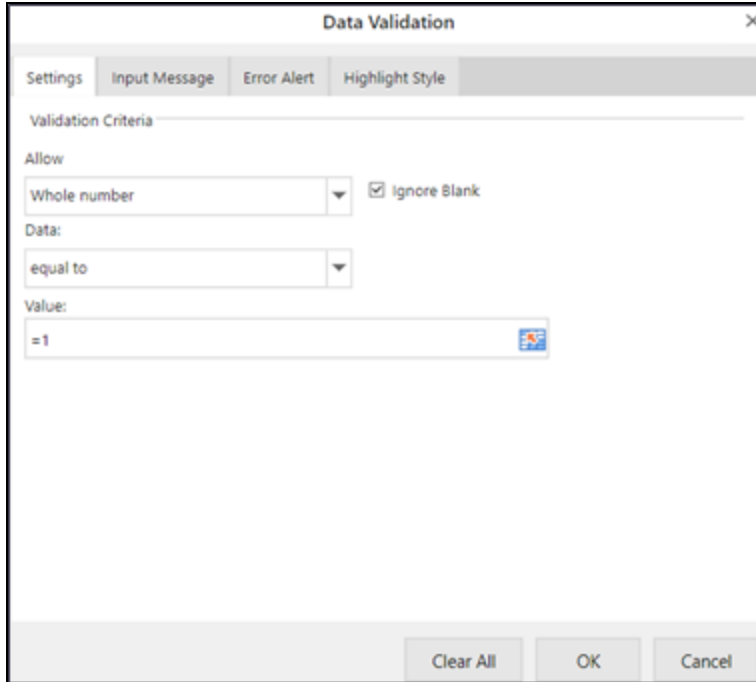 Data Validation
Settings Input Message Error Alert Highlight Style
Validation Criteria
Allow
Whole number Ignore Blank
Data:
equal to
Value:
=1
Clear All OK Cancel